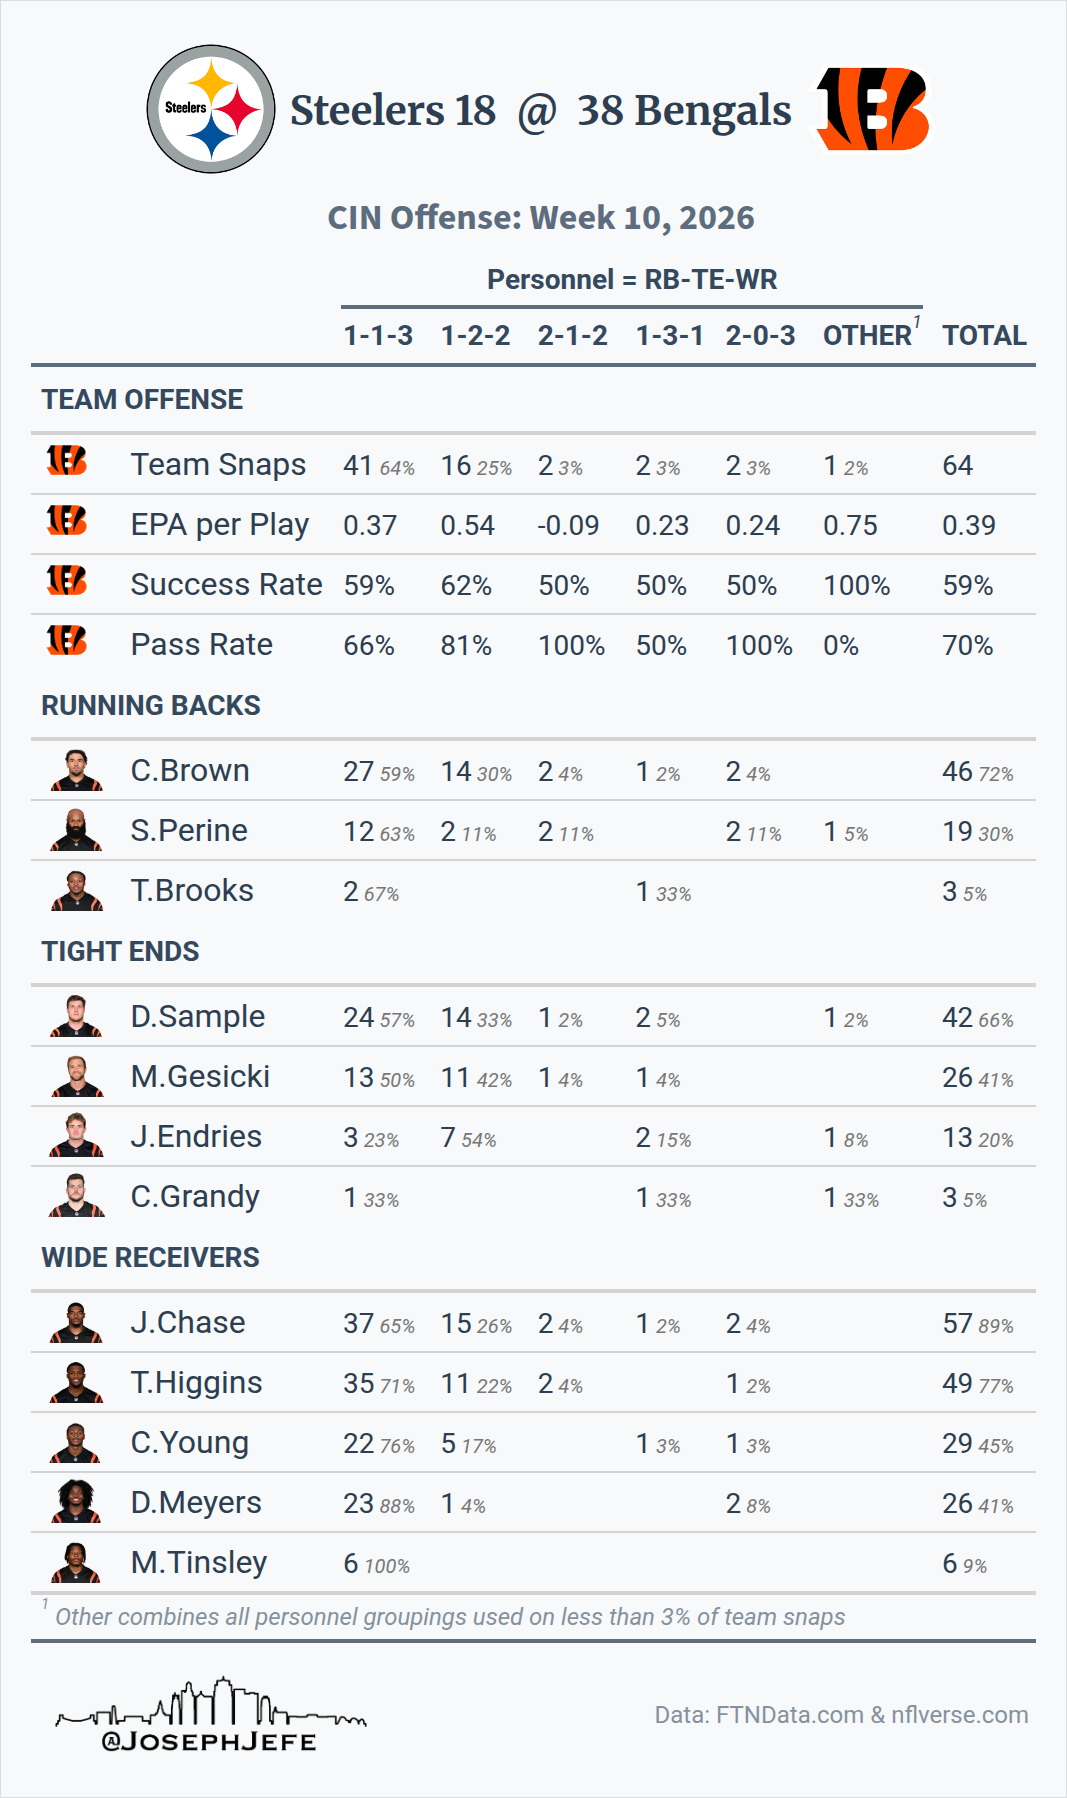 Steelers
Steelers 18 @ 38 Bengals
CIN Offense: Week 10, 2026
Personnel = RB-TE-WR
1-1-3 1-2-2 2-1-2 1-3-1 2-0-3 OTHER1 TOTAL
TEAM OFFENSE
Team Snaps 41 64% 16 25% 2 3% 2 3% 2 3% 1 2% 64
EPA per Play 0.37 0.54 -0.09 0.23 0.24 0.75 0.39
Success Rate 59% 62% 50% 50% 50% 100% 59%
Pass Rate 66% 81% 100% 50% 100% 0% 70%
RUNNING BACKS
C.Brown 27 59% 14 30% 2 4% 1 2% 2 4% 46 72%
S.Perine 12 63% 2 11% 2 11% 2 11% 1 5% 19 30%
T.Brooks 2 67% 1 33% 3 5%
TIGHT ENDS
D.Sample 24 57% 14 33% 1 2% 2 5% 1 2% 42 66%
M.Gesicki 13 50% 11 42% 1 4% 1 4% 26 41%
J.Endries 3 23% 7 54% 2 15% 1 8% 13 20%
C.Grandy 1 33% 1 33% 1 33% 3 5%
WIDE RECEIVERS
J.Chase 37 65% 15 26% 2 4% 1 2% 2 4% 57 89%
T.Higgins 35 71% 11 22% 2 4% 1 2% 49 77%
C.Young 22 76% 5 17% 1 3% 1 3% 29 45%
D.Meyers 23 88% 1 4% 2 8% 26 41%
M.Tinsley 6 100% 6 9%
1 Other combines all personnel groupings used on less than 3% of team snaps
@JosephJefe
Data: FTNData.com & nflverse.com